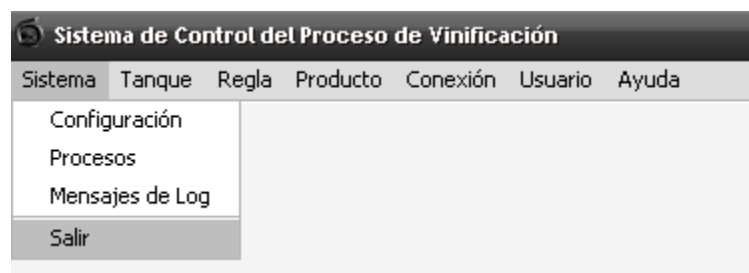 Sistema de Control del Proceso de Vinificación
Sistema Tanque Regla Producto Conexión Usuario Ayuda
Configuración
Procesos
Mensajes de Log
Salir